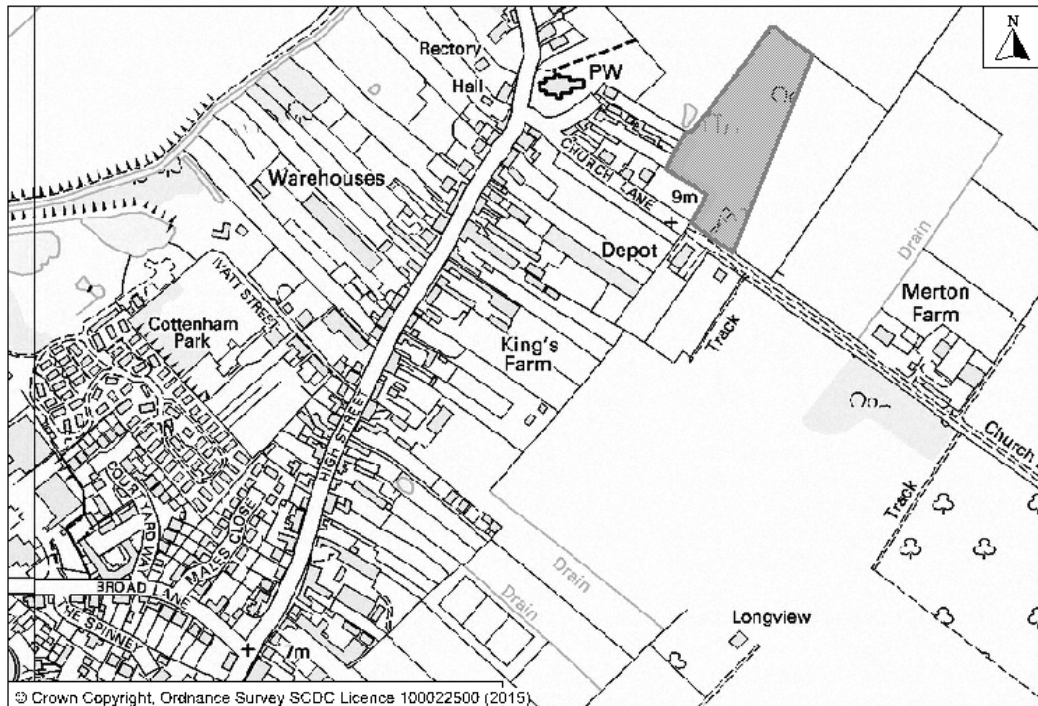 N
Rectory
PW
Hall
CHURCH LANE
Warehouses
9m
Depot
Drain
IVATT STREET
Merton
Farm
Cottenham
Park
Track
King's
Farm
HIGH STREET
Church
Track
COURTYARD WAY
MALES CLOSE
Drain
Drain
BROAD LANE
THE SPINNEY
Longview
7m
© Crown Copyright, Ordnance Survey SCDC Licence 100022500 (2015)